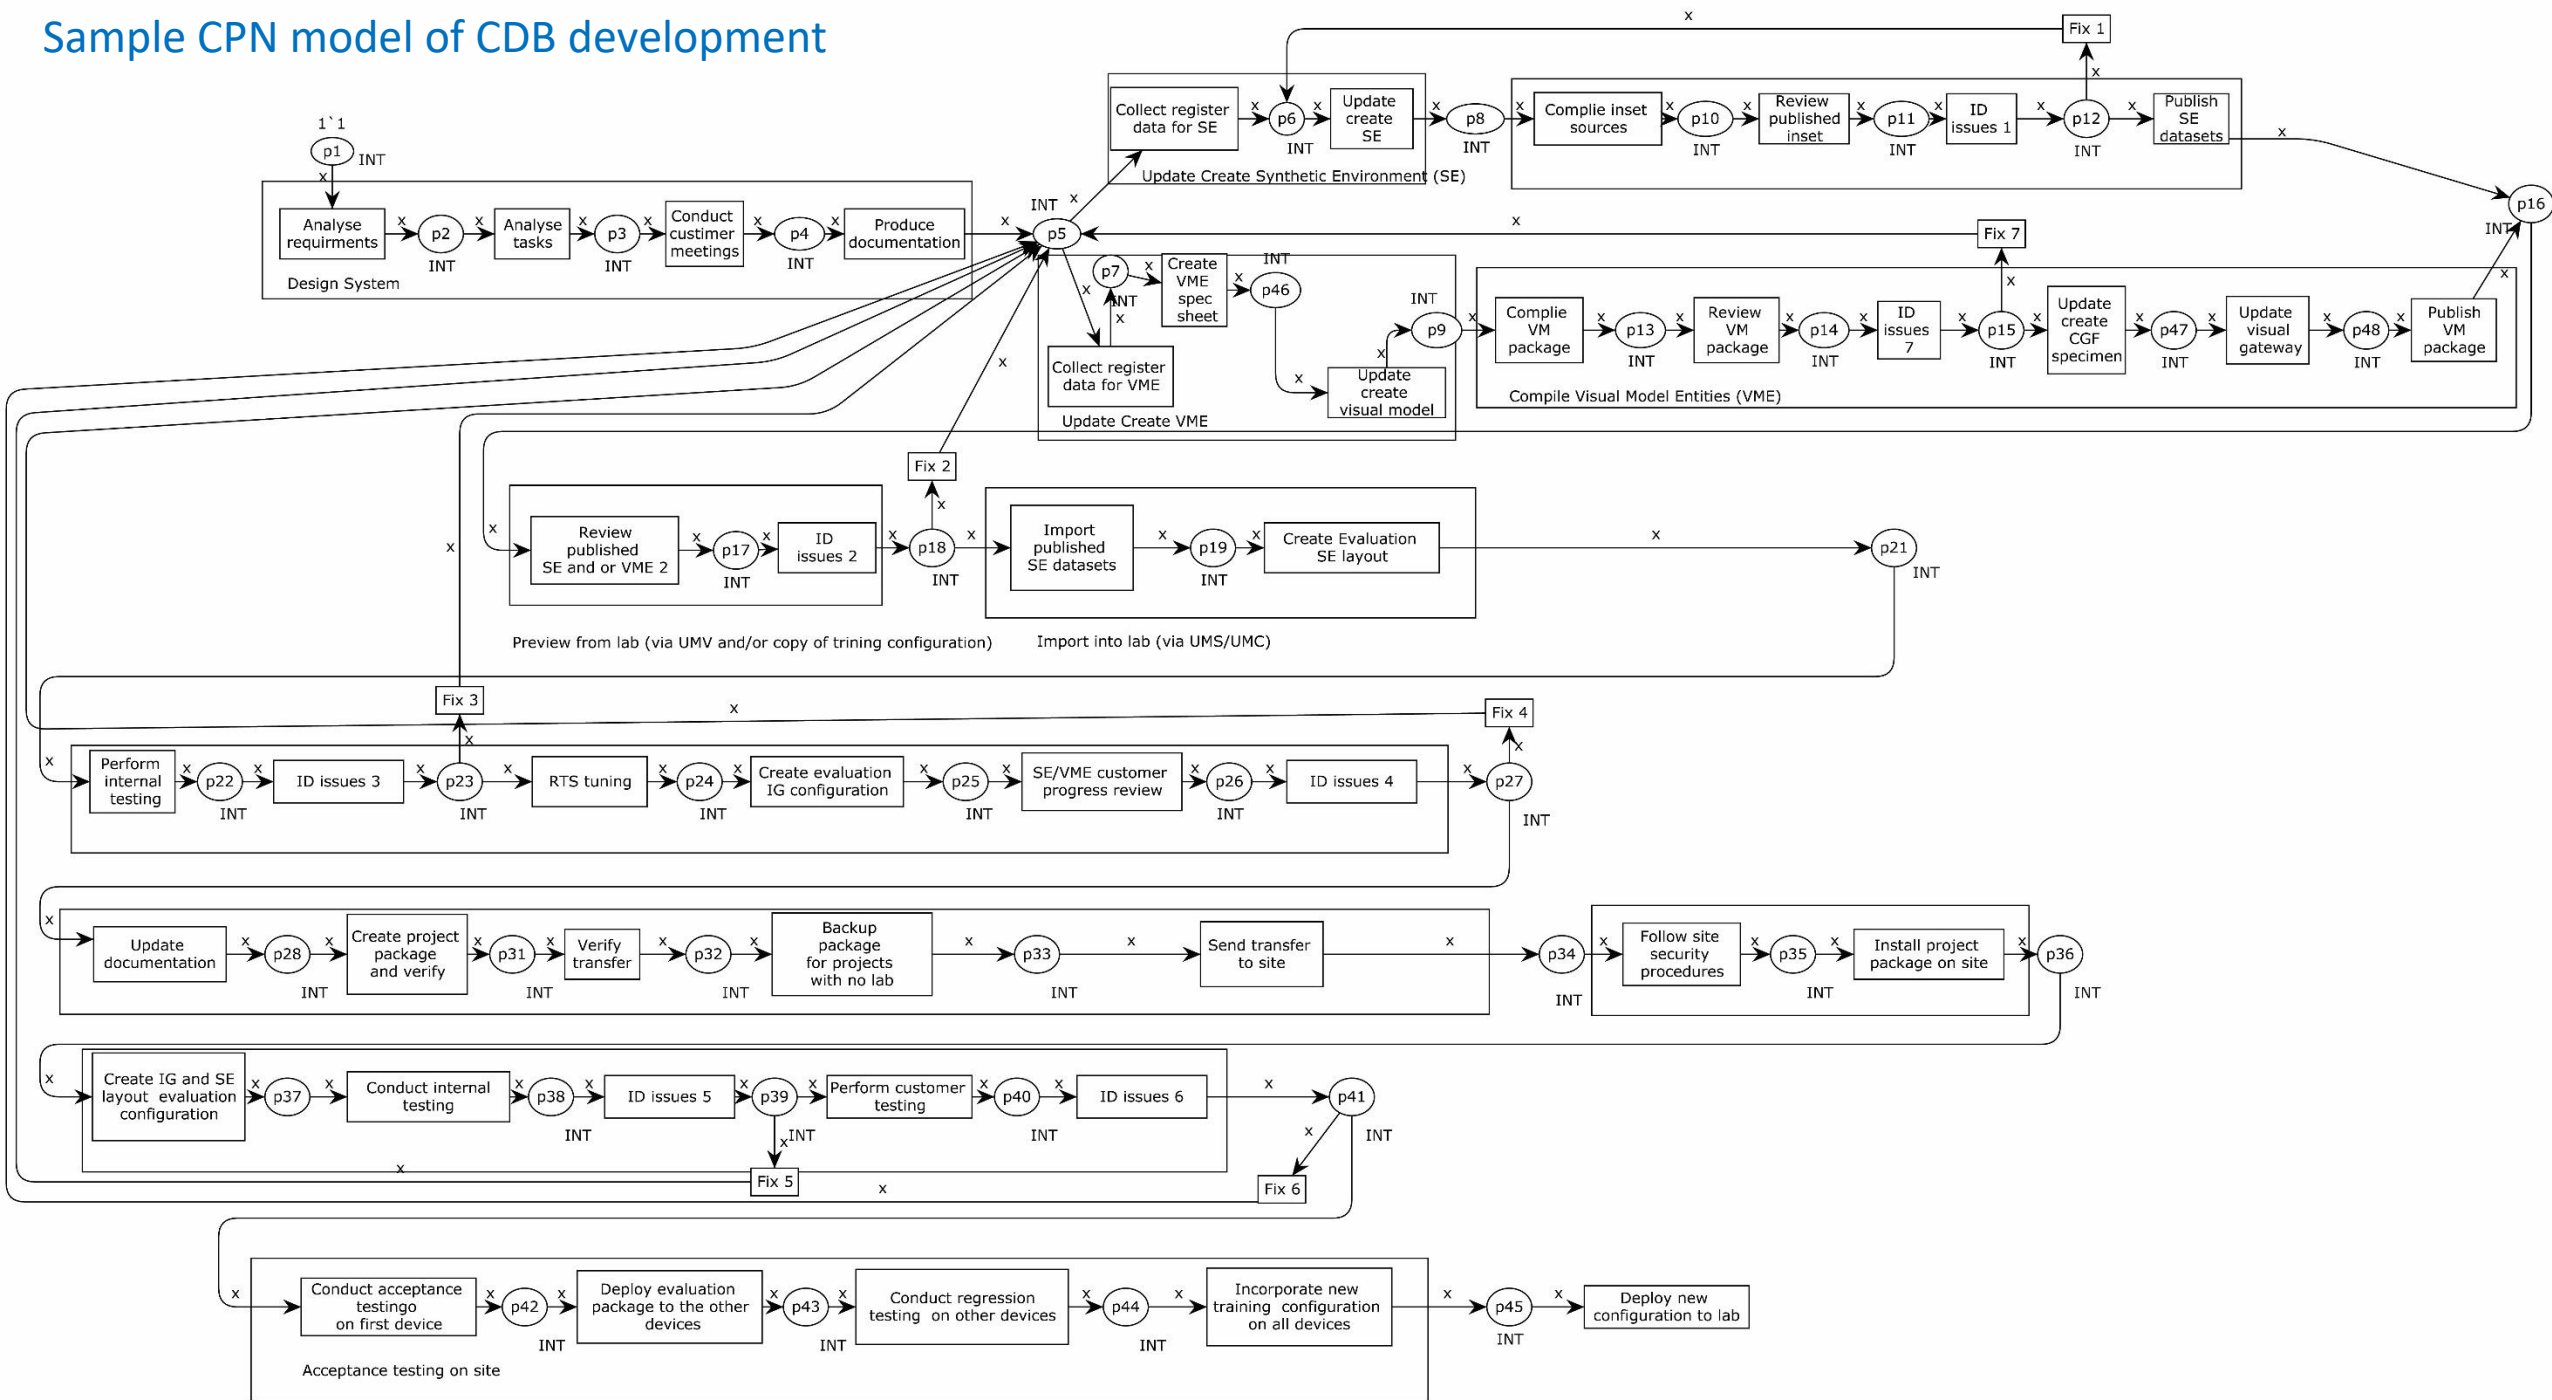 Sample CPN model of CDB development
x
Fix 1
x
Collect register
data for SE
x
p6
INT
x
Update
create
SE
x
p8
INT
x
Complie inset
sources
x
p10
INT
x
Review
published
inset
x
p11
INT
x
ID
issues 1
x
p12
INT
x
Publish
SE
datasets
x
Update Create Synthetic Environment (SE)
1`1
p1
INT
x
Analyse
requirments
x
p2
INT
x
Analyse
tasks
x
p3
INT
x
Conduct
custimer
meetings
x
p4
INT
x
Produce
documentation
x
Design System
INT
x
p5
x
Fix 7
x
p16
INT
x
p7
INT
x
x
Create
VME
spec
sheet
x
INT
p46
x
Collect register
data for VME
x
Update
create
visual model
x
INT
p9
Update Create VME
x
Complie
VM
package
x
p13
INT
x
Review
VM
package
x
p14
INT
x
ID
issues
7
x
p15
INT
x
Update
create
CGF
specimen
x
p47
INT
x
Update
visual
gateway
x
p48
INT
x
Publish
VM
package
x
Compile Visual Model Entities (VME)
x
Fix 2
x
x
Review
published
SE and or VME 2
x
p17
INT
x
ID
issues 2
x
p18
INT
x
Import
published
SE datasets
x
p19
INT
x
Create Evaluation
SE layout
x
p21
INT
Preview from lab (via UMV and/or copy of trining configuration)
Import into lab (via UMS/UMC)
x
Fix 3
x
x
Fix 4
x
x
Perform
internal
testing
x
p22
INT
x
ID issues 3
x
p23
INT
x
RTS tuning
x
p24
INT
x
Create evaluation
IG configuration
x
p25
INT
x
SE/VME customer
progress review
x
p26
INT
x
ID issues 4
x
p27
INT
x
Update
documentation
x
p28
INT
x
Create project
package
and verify
x
p31
INT
x
Verify
transfer
x
p32
INT
x
Backup
package
for projects
with no lab
x
p33
INT
x
Send transfer
to site
x
p34
INT
x
Follow site
security
procedures
x
p35
INT
x
Install project
package on site
x
p36
INT
x
Create IG and SE
layout evaluation
configuration
x
p37
x
Conduct internal
testing
x
p38
INT
x
ID issues 5
x
p39
INT
x
x
Perform customer
testing
x
p40
INT
x
ID issues 6
x
p41
INT
x
x
Fix 5
x
Fix 6
x
Conduct acceptance
testingo
on first device
x
p42
INT
x
Deploy evaluation
package to the other
devices
x
p43
INT
x
Conduct regression
testing on other devices
x
p44
INT
x
Incorporate new
training configuration
on all devices
x
p45
INT
x
Deploy new
configuration to lab
Acceptance testing on site